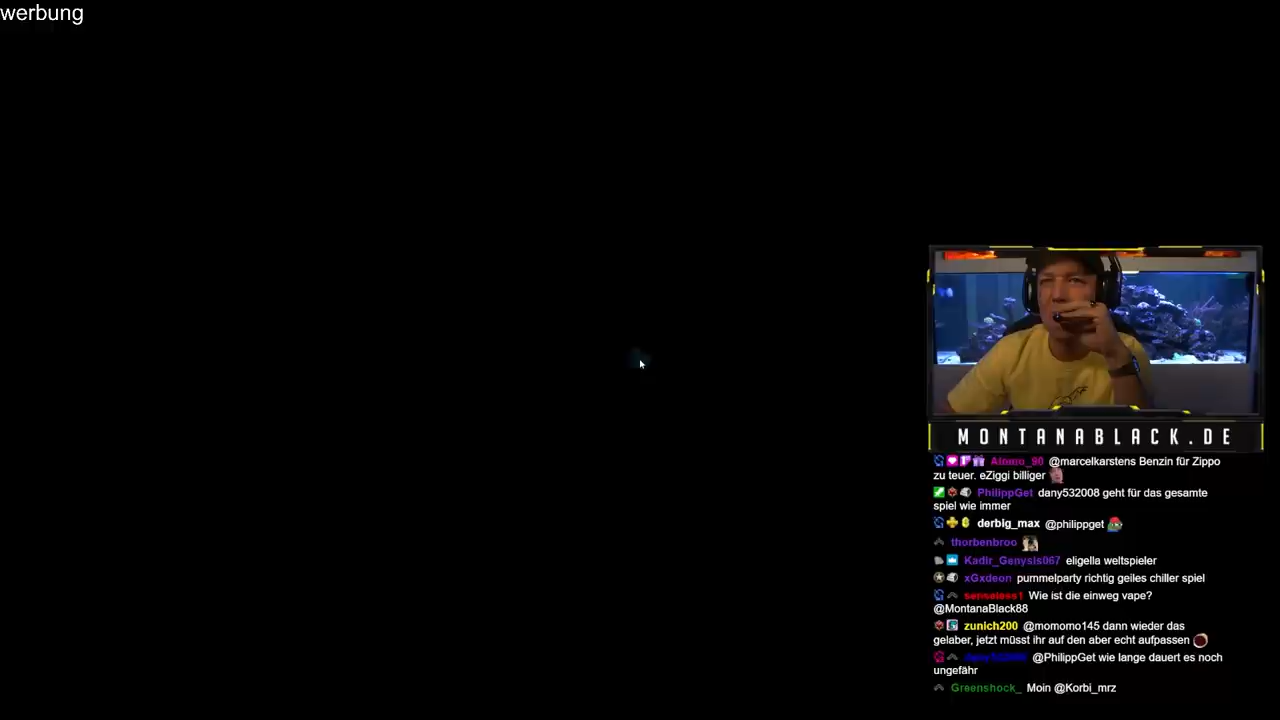 werbung
MONTANABLACK.DE
Atomo_90 @marcelkarstens Benzin für Zippo
zu teuer. eZiggi billiger
PhilippGet dany532008 geht für das gesamte
spiel wie immer
derbig_max @philippget
thorbenbroo
Kadir_Genysis067 eligella weltspieler
xGxdeon pummelparty richtig geiles chiller spiel
Wie ist die einweg vape?
@MontanaBlack88
zunich200 @momomo145 dann wieder das
gelaber, jetzt müsst ihr auf den aber echt aufpassen
@PhilippGet wie lange dauert es noch
ungefähr
Greenshock_ Moin @Korbi_mrz